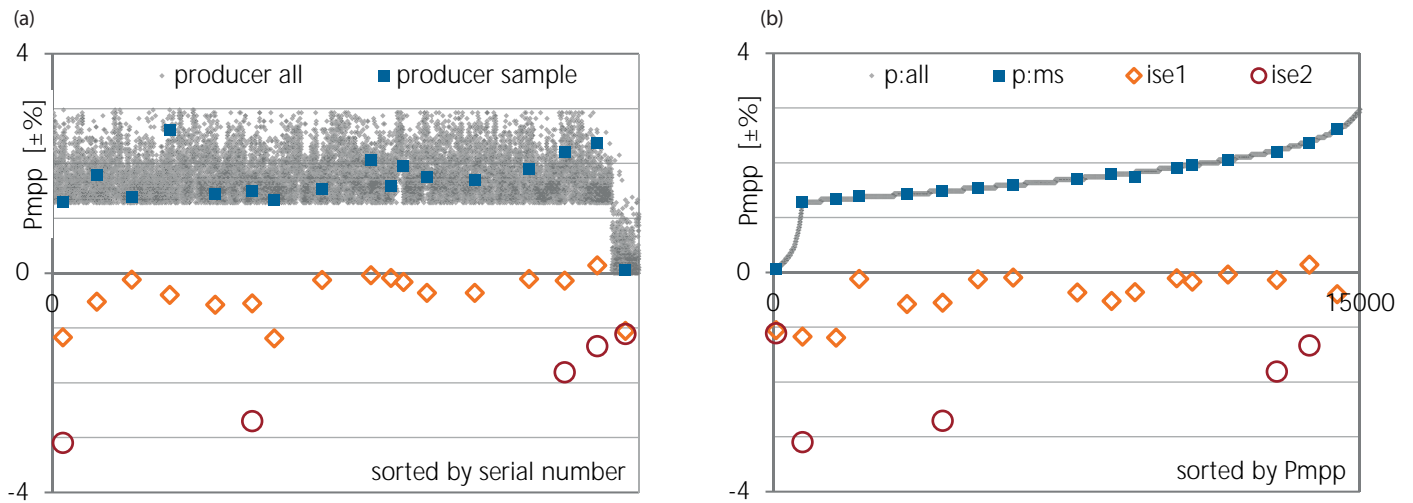 (a)
4
producer all
producer sample
Pmpp [±%]
0
0
-4
sorted by serial number
(b)
4
p:all
p:ms
ise1
ise2
Pmpp [±%]
0
0
15000
-4
sorted by Pmpp